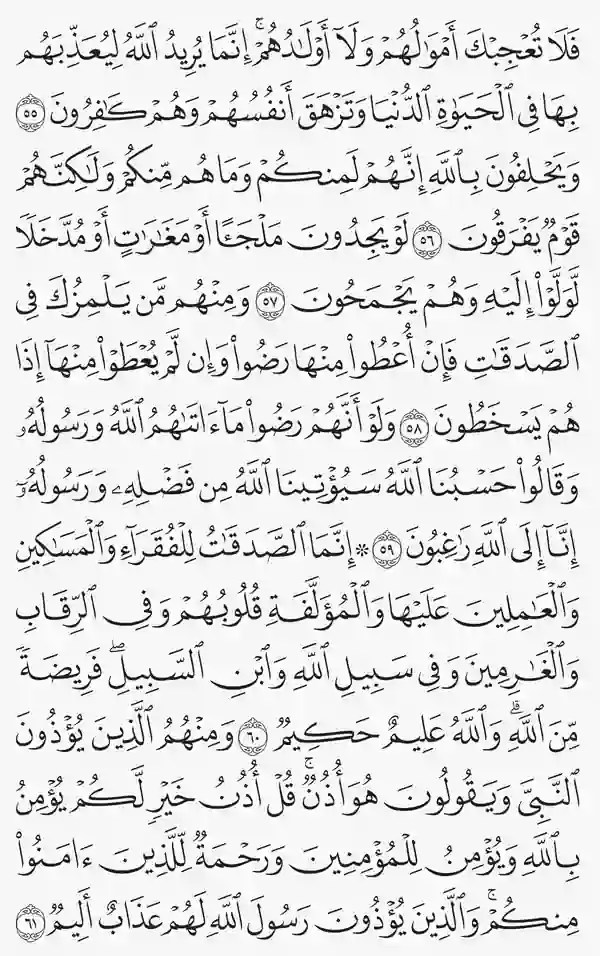 فَلَا تُعۡجِبۡكَ أَمۡوَٰلُهُمۡ وَلَآ أَوۡلَٰدُهُمۡۚ إِنَّمَا يُرِيدُ ٱللَّهُ لِيُعَذِّبَهُم
بِهَا فِي ٱلۡحَيَوٰةِ ٱلدُّنۡيَا وَتَزۡهَقَ أَنفُسُهُمۡ وَهُمۡ كَٰفِرُونَ ٥٥
وَيَحۡلِفُونَ بِٱللَّهِ إِنَّهُمۡ لَمِنكُمۡ وَمَا هُم مِّنكُمۡ وَلَٰكِنَّهُمۡ
قَوۡمٞ يَفۡرَقُونَ ٥٦ لَوۡ يَجِدُونَ مَلۡجَـًٔا أَوۡ مَغَٰرَٰتٍ أَوۡ مُدَّخَلٗا
لَّوَلَّوۡاْ إِلَيۡهِ وَهُمۡ يَجۡمَحُونَ ٥٧ وَمِنۡهُم مَّن يَلۡمِزُكَ فِي
ٱلصَّدَقَٰتِ فَإِنۡ أُعۡطُواْ مِنۡهَا رَضُواْ وَإِن لَّمۡ يُعۡطَوۡاْ مِنۡهَآ إِذَا
هُمۡ يَسۡخَطُونَ ٥٨ وَلَوۡ أَنَّهُمۡ رَضُواْ مَآ ءَاتَىٰهُمُ ٱللَّهُ وَرَسُولُهُۥ
وَقَالُواْ حَسۡبُنَا ٱللَّهُ سَيُؤۡتِينَا ٱللَّهُ مِن فَضۡلِهِۦ وَرَسُولُهُۥٓ
إِنَّآ إِلَى ٱللَّهِ رَٰغِبُونَ ٥٩ ۞ إِنَّمَا ٱلصَّدَقَٰتُ لِلۡفُقَرَآءِ وَٱلۡمَسَٰكِينِ
وَٱلۡعَٰمِلِينَ عَلَيۡهَا وَٱلۡمُؤَلَّفَةِ قُلُوبُهُمۡ وَفِي ٱلرِّقَابِ
وَٱلۡغَٰرِمِينَ وَفِي سَبِيلِ ٱللَّهِ وَٱبۡنِ ٱلسَّبِيلِۖ فَرِيضَةٗ
مِّنَ ٱللَّهِۗ وَٱللَّهُ عَلِيمٌ حَكِيمٞ ٦٠ وَمِنۡهُمُ ٱلَّذِينَ يُؤۡذُونَ
ٱلنَّبِيَّ وَيَقُولُونَ هُوَ أُذُنٞۚ قُلۡ أُذُنُ خَيۡرٖ لَّكُمۡ يُؤۡمِنُ
بِٱللَّهِ وَيُؤۡمِنُ لِلۡمُؤۡمِنِينَ وَرَحۡمَةٞ لِّلَّذِينَ ءَامَنُواْ
مِنكُمۡۚ وَٱلَّذِينَ يُؤۡذُونَ رَسُولَ ٱللَّهِ لَهُمۡ عَذَابٌ أَلِيمٞ ٦١